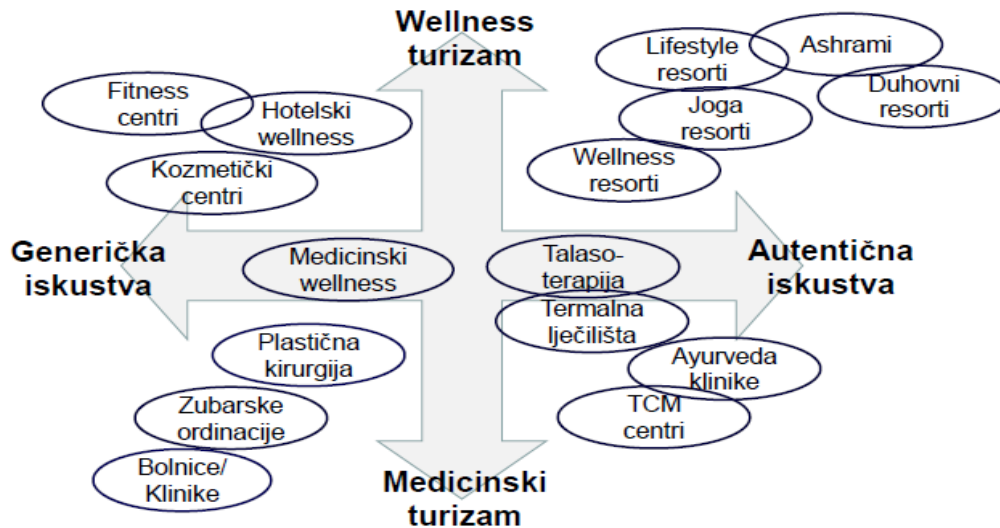 Wellness
turizam
Fitness
centri
Hotelski
wellness
Kozmetički
centri
Lifestyle
resorti
Ashrami
Duhovni
resorti
Joga
resorti
Wellness
resorti
Generička
iskustva
Medicinski
wellness
Talaso-
terapija
Autentična
iskustva
Termalna
lječilišta
Plastična
kirurgija
Ayurveda
klinike
Zubarske
ordinacije
TCM
centri
Bolnice/
Klinike
Medicinski
turizam